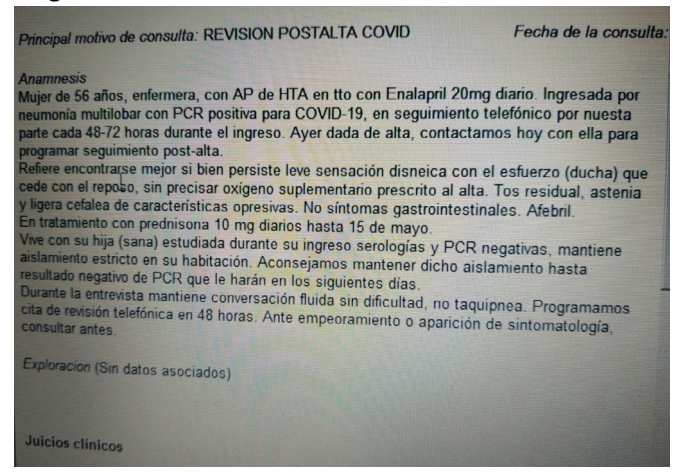 Principal motivo de consulta: REVISION POSTALTA COVID Fecha de la consulta:
Anamnesis
Mujer de 56 años, enfermera, con AP de HTA en tto con Enalapril 20mg diario. Ingresada por
neumonía multilobar con PCR positiva para COVID-19, en seguimiento telefónico por nuesta
parte cada 48-72 horas durante el ingreso. Ayer dada de alta, contactamos hoy con ella para
programar seguimiento post-alta.
Refiere encontrarse mejor si bien persiste leve sensación disneica con el esfuerzo (ducha) que
cede con el reposo, sin precisar oxígeno suplementario prescrito al alta. Tos residual, astenia
y ligera cefalea de características opresivas. No síntomas gastrointestinales. Afebril.
En tratamiento con prednisona 10 mg diarios hasta 15 de mayo.
Vive con su hija (sana) estudiada durante su ingreso serologías y PCR negativas, mantiene
aislamiento estricto en su habitación. Aconsejamos mantener dicho aislamiento hasta
resultado negativo de PCR que le harán en los siguientes días.
Durante la entrevista mantiene conversación fluida sin dificultad, no taquipnea. Programamos
cita de revisión telefónica en 48 horas. Ante empeoramiento o aparición de sintomatología,
consultar antes.
Exploracion (Sin datos asociados)
Juicios clínicos